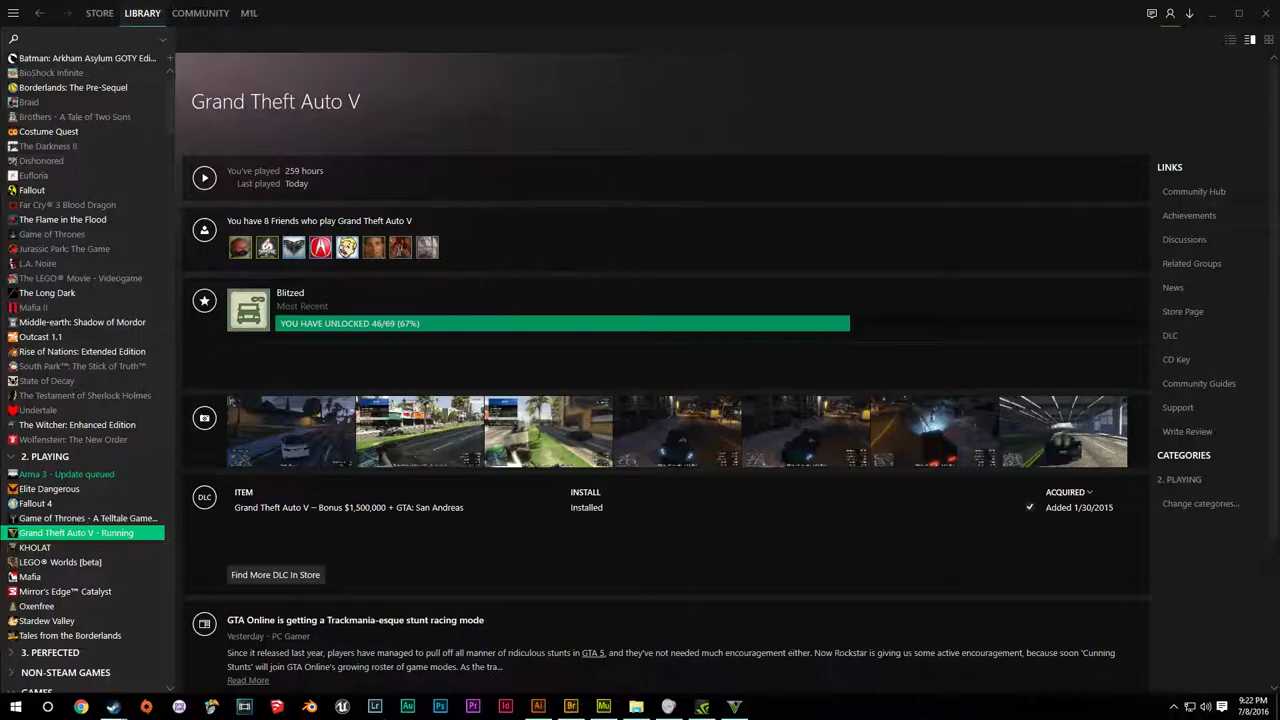 STORE LIBRARY COMMUNITY M1L
Batman: Arkham Asylum GOTY Edi...
BioShock Infinite
Borderlands: The Pre-Sequel
Braid
Brothers - A Tale of Two Sons
Costume Quest
The Darkness II
Dishonored
Eufloria
Fallout
Far Cry® 3 Blood Dragon
The Flame in the Flood
Game of Thrones
Jurassic Park: The Game
L.A. Noire
The LEGO® Movie - Videogame
The Long Dark
Mafia II
Middle-earth: Shadow of Mordor
Outcast 1.1
Rise of Nations: Extended Edition
South Park™: The Stick of Truth™
State of Decay
The Testament of Sherlock Holmes
Undertale
The Witcher: Enhanced Edition
Wolfenstein: The New Order
2. PLAYING
Arma 3 - Update queued
Elite Dangerous
Fallout 4
Game of Thrones - A Telltale Game...
Grand Theft Auto V - Running
KHOLAT
LEGO® Worlds [beta]
Mafia
Mirror's Edge™ Catalyst
Oxenfree
Stardew Valley
Tales from the Borderlands
3. PERFECTED
NON-STEAM GAMES
GAMES
Grand Theft Auto V
You've played 259 hours
Last played Today
You have 8 Friends who play Grand Theft Auto V
Blitzed
Most Recent
YOU HAVE UNLOCKED 46/69 (67%)
DLC
ITEM INSTALL ACQUIRED
Grand Theft Auto V – Bonus $1,500,000 + GTA: San Andreas Installed Added 1/30/2015
Find More DLC In Store
GTA Online is getting a Trackmania-esque stunt racing mode
Yesterday - PC Gamer
Since it released last year, players have managed to pull off all manner of ridiculous stunts in GTA 5, and they've not needed much encouragement either. Now Rockstar is giving us some active encouragement, because soon 'Cunning
Stunts' will join GTA Online's growing roster of game modes. As the tra...
Read More
LINKS
Community Hub
Achievements
Discussions
Related Groups
News
Store Page
DLC
CD Key
Community Guides
Support
Write Review
CATEGORIES
2. PLAYING
Change categories...
Lr Au Ps Pr Id Ai Br Mu
9:22 PM
7/8/2016